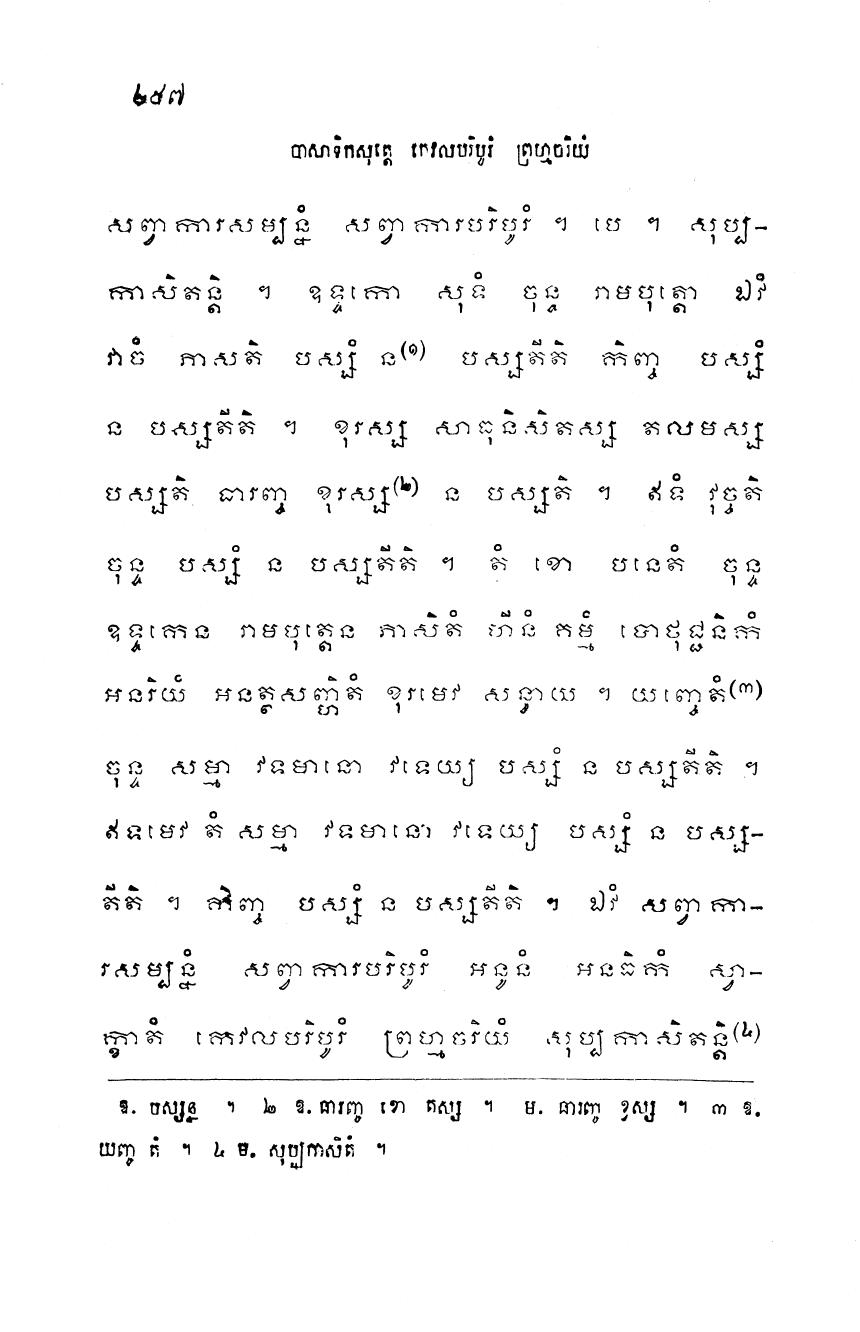 ២៤៧
បាសាទិកសុត្តេ កេវលបរិបូរំ ព្រហ្មចរិយំ
សព្វាការសម្បន្នំ សព្វាការបរិបូរំ ។ បេ ។ សុប្ប-
កាសិតន្តិ ។ ឧទ្ទកោ សុទំ ចុន្ទ រាមបុត្តោ ឯវំ
វាចំ ភាសតិ បស្សំ ន(១) បស្សតីតិ កិញ្ច បស្សំ
ន បស្សតីតិ ។ ខុរស្ស សាធុនិសិតស្ស តលមស្ស
បស្សតិ ធារញ្ច ខុរស្ស(២) ន បស្សតិ ។ ឥទំ វុច្ចតិ
ចុន្ទ បស្សំ ន បស្សតីតិ ។ តំ ខោ បនេតំ ចុន្ទ
ឧទ្ទកេន រាមបុត្តេន ភាសិតំ ហីនំ គម្មំ បោថុជ្ជនិកំ
អនរិយំ អនត្ថសញ្ហិតំ ខុរមេវ សន្ធាយ ។ យញ្ចេតំ(៣)
ចុន្ទ សម្មា វទមានោ វទេយ្យ បស្សំ ន បស្សតីតិ ។
ឥទមេវ តំ សម្មា វទមានោ វទេយ្យ បស្សំ ន បស្ស-
តីតិ ។ កិញ្ច បស្សំ ន បស្សតីតិ ។ ឯវំ សព្វាកា-
រសម្បន្នំ សព្វាការបរិបូរំ អនូនំ អនធិកំ ស្វា-
ក្ខាតំ កេវលបរិបូរំ ព្រហ្មចរិយំ សុប្បកាសិតន្តិ(៤)
ឱ. បស្សន្ន ។ ២ ឱ. ធារញ្ច ខោ តស្ស ។ ម. ធារញ្ច ខ្វស្ស ។ ៣ ឱ.
យញ្ច តំ ។ ៤ ម. សុប្បកាសិតំ ។